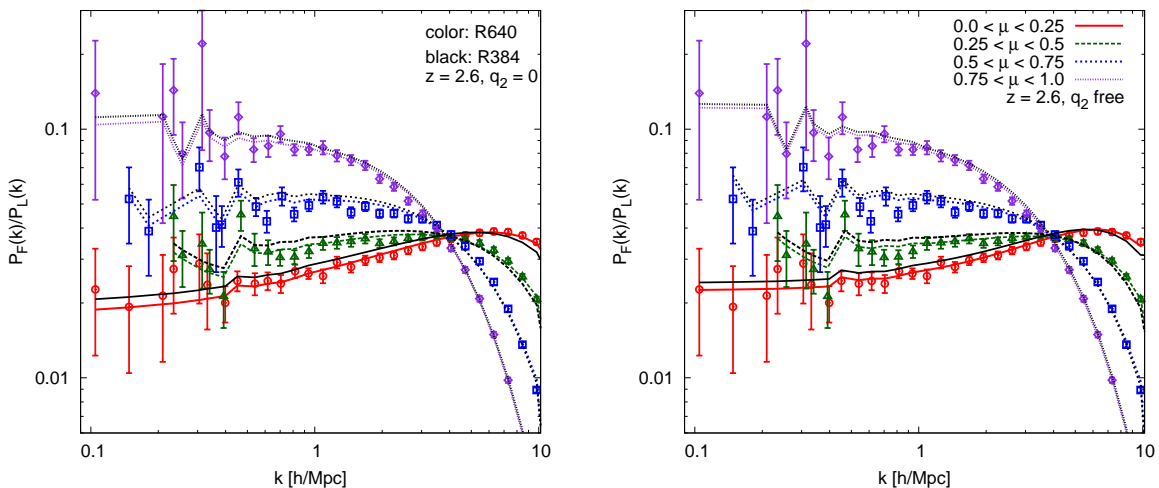 0.1
0.01
P_F(k)/P_L(k)
0.1
1
10
k [h/Mpc]
color: R640
black: R384
z = 2.6, q_2 = 0
0.1
0.01
P_F(k)/P_L(k)
0.1
1
10
k [h/Mpc]
0.0 < μ < 0.25
0.25 < μ < 0.5
0.5 < μ < 0.75
0.75 < μ < 1.0
z = 2.6, q_2 free